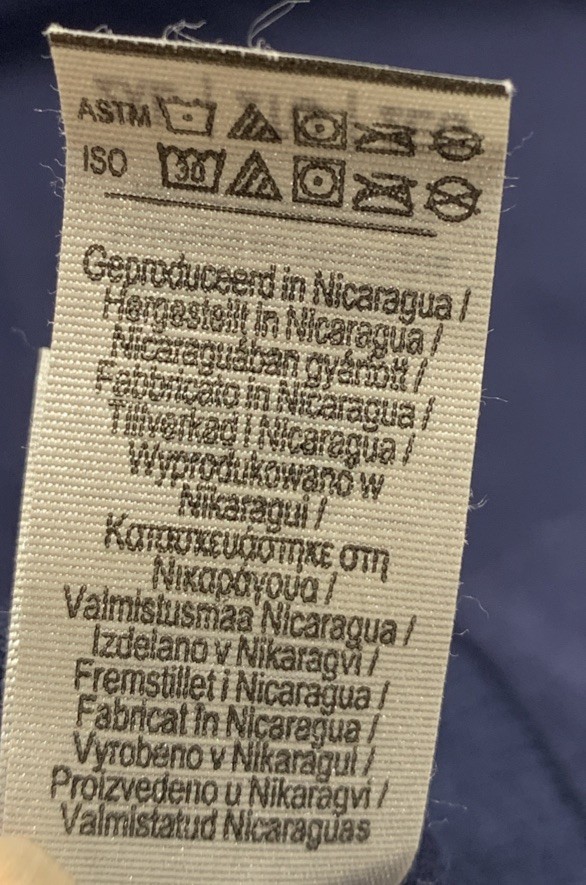 ASTM
ISO 30
Geproduceerd in Nicaragua /
Hergestellt in Nicaragua /
Nicaraguában gyártott /
Fabbricato in Nicaragua /
Tillverkad i Nicaragua /
Wyprodukowano w
Nikaragui /
Κατασκευάστηκε στη
Νικαράγουα /
Valmistusmaa Nicaragua /
Izdelano v Nikaragvi /
Fremstillet i Nicaragua /
Fabricat în Nicaragua /
Vyrobeno v Nikaragui /
Proizvedeno u Nikaragvi /
Valmistatud Nicaraguas